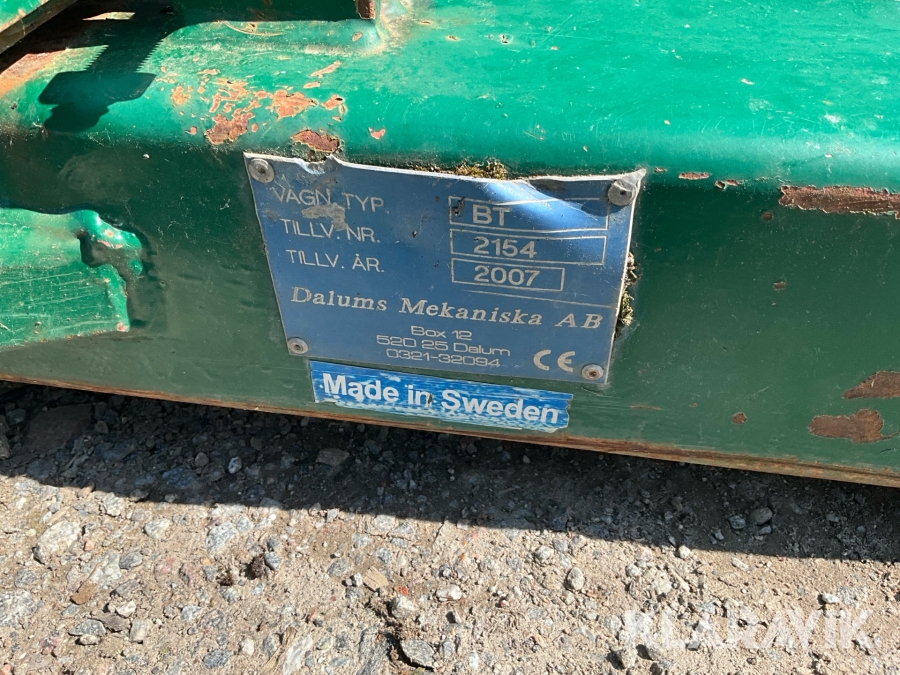 VAGN. TYP. BT
TILLV. NR. 2154
TILLV. ÅR. 2007
Dalums Mekaniska AB
Box 12
520 25 Dalum
0321-32094
CE
Made in Sweden
KLARAVIK